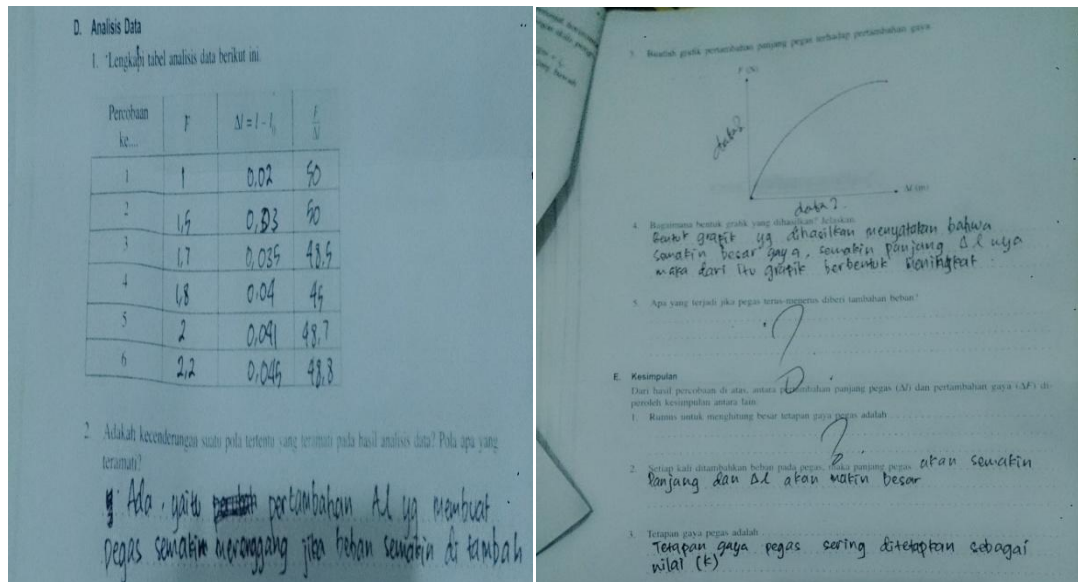 D. Analisis Data
1. Lengkapi tabel analisis data berikut ini.
Percobaan ke.... F Δl = l - l₀ F/Δl
1 1 0,02 50
2 1,5 0,03 50
3 1,7 0,035 48,5
4 1,8 0.04 45
5 2 0,041 48,7
6 2,2 0,045 48,8
2. Adakah kecenderungan suatu pola tertentu yang teramati pada hasil analisis data? Pola apa yang
teramati?
Ada, yaitu pertambahan Δl yg membuat
pegas semakin merenggang jika beban semakin di tambah
3. Buatlah grafik pertambahan panjang pegas terhadap pertambahan gaya
F (N)
data?
Δl (m)
data?
4. Bagaimana bentuk grafik yang dihasilkan? Jelaskan.
Bentuk grapik yg dihasilkan menyatakan bahwa
semakin besar gaya, semakin panjang Δl nya
maka dari itu grapik berbentuk meningkat
5. Apa yang terjadi jika pegas terus-menerus diberi tambahan beban?
?
E. Kesimpulan
Dari hasil percobaan di atas, antara pertambahan panjang pegas (Δl) dan pertambahan gaya (ΔF) di-
peroleh kesimpulan antara lain:
1. Rumus untuk menghitung besar tetapan gaya pegas adalah
?
2. Setiap kali ditambahkan beban pada pegas, maka panjang pegas akan semakin
panjang dan Δl akan makin besar
3. Tetapan gaya pegas adalah
Tetapan gaya pegas sering ditetapkan sebagai
nilai (k)